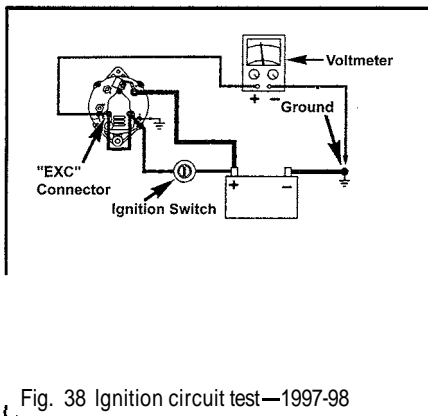 Voltmeter
+ −
Ground
"EXC"
Connector
Ignition Switch
+ −
Fig. 38 Ignition circuit test—1997-98